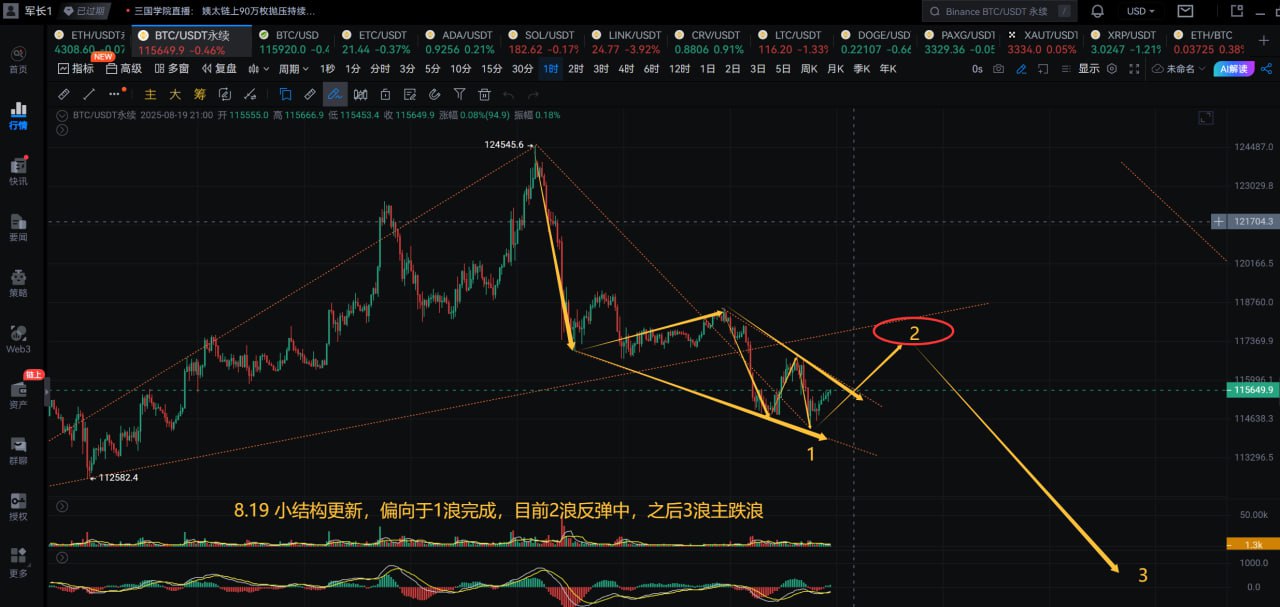 军长1 已过期 三国学院直播: 姨太链上90万枚抛压持续... Binance BTC/USDT 永续 / USD
ETH/USDT永 BTC/USDT永续 BTC/USD ETC/USDT ADA/USDT SOL/USDT LINK/USDT CRV/USDT LTC/USDT DOGE/USD PAXG/USDT XAUT/USDT XRP/USDT ETH/BTC
4308.60 -0.07 115649.9 -0.46% 115920.0 -0.4 21.44 -0.37% 0.9256 0.21% 182.62 -0.17% 24.77 -3.92% 0.8806 0.91% 116.20 -1.33% 0.22107 -0.66 3329.36 -0.05 3334.0 0.05% 3.0247 -1.21% 0.03725 0.38%
NEW
指标 高级 多窗 复盘 周期 1秒 1分 分时 3分 5分 10分 15分 30分 1时 2时 3时 4时 6时 12时 1日 2日 3日 5日 周K 月K 季K 年K 0s 显示 未命名 AI解读
主 大 筹
BTC/USDT永续 2025-08-19 21:00 开 115555.0 高 115666.9 低 115453.4 收 115649.9 涨幅 0.08%(94.9) 振幅 0.18%
首页
行情
快讯
要闻
策略
Web3
链上
资产
群聊
授权
更多
124545.6
124487.0
123029.8
121704.3
120166.5
118760.0
2
117369.9
115996.1
115649.9
114638.3
1
113296.5
112582.4
8.19 小结构更新，偏向于1浪完成，目前2浪反弹中，之后3浪主跌浪
50.00k
1.3k
1000.0
3
0.0